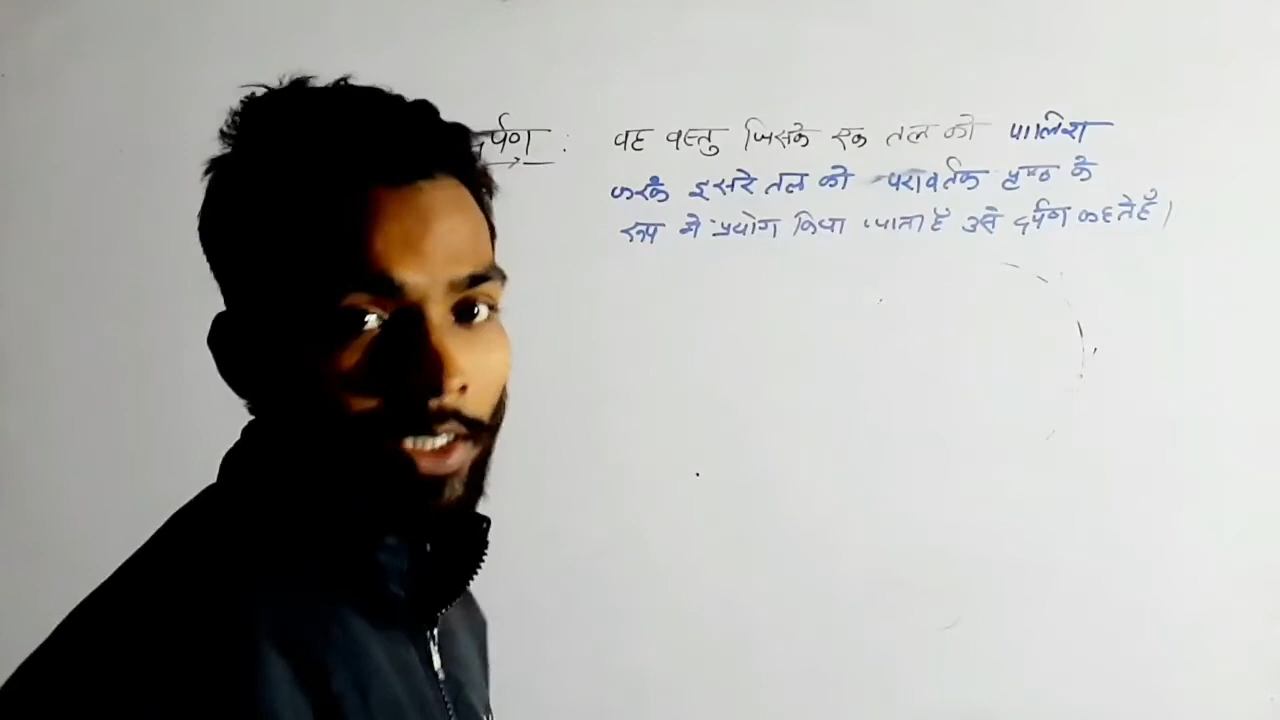 दर्पण : वह वस्तु जिसके एक तल को पालिश
करके दूसरे तल को परावर्तक पृष्ठ के
रूप में प्रयोग किया जाता है उसे दर्पण कहते है।